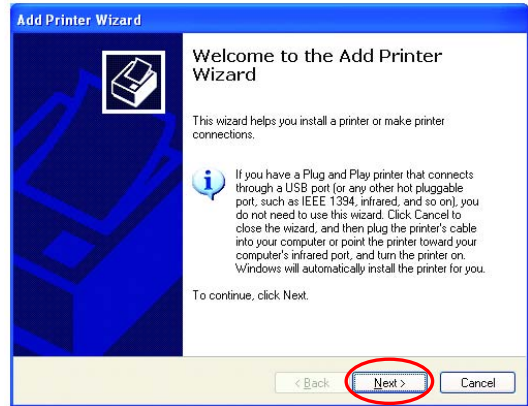 Add Printer Wizard
Welcome to the Add Printer
Wizard
This wizard helps you install a printer or make printer
connections.
If you have a Plug and Play printer that connects
through a USB port (or any other hot pluggable
port, such as IEEE 1394, infrared, and so on), you
do not need to use this wizard. Click Cancel to
close the wizard, and then plug the printer's cable
into your computer or point the printer toward your
computer's infrared port, and turn the printer on.
Windows will automatically install the printer for you.
To continue, click Next.
< Back Next > Cancel